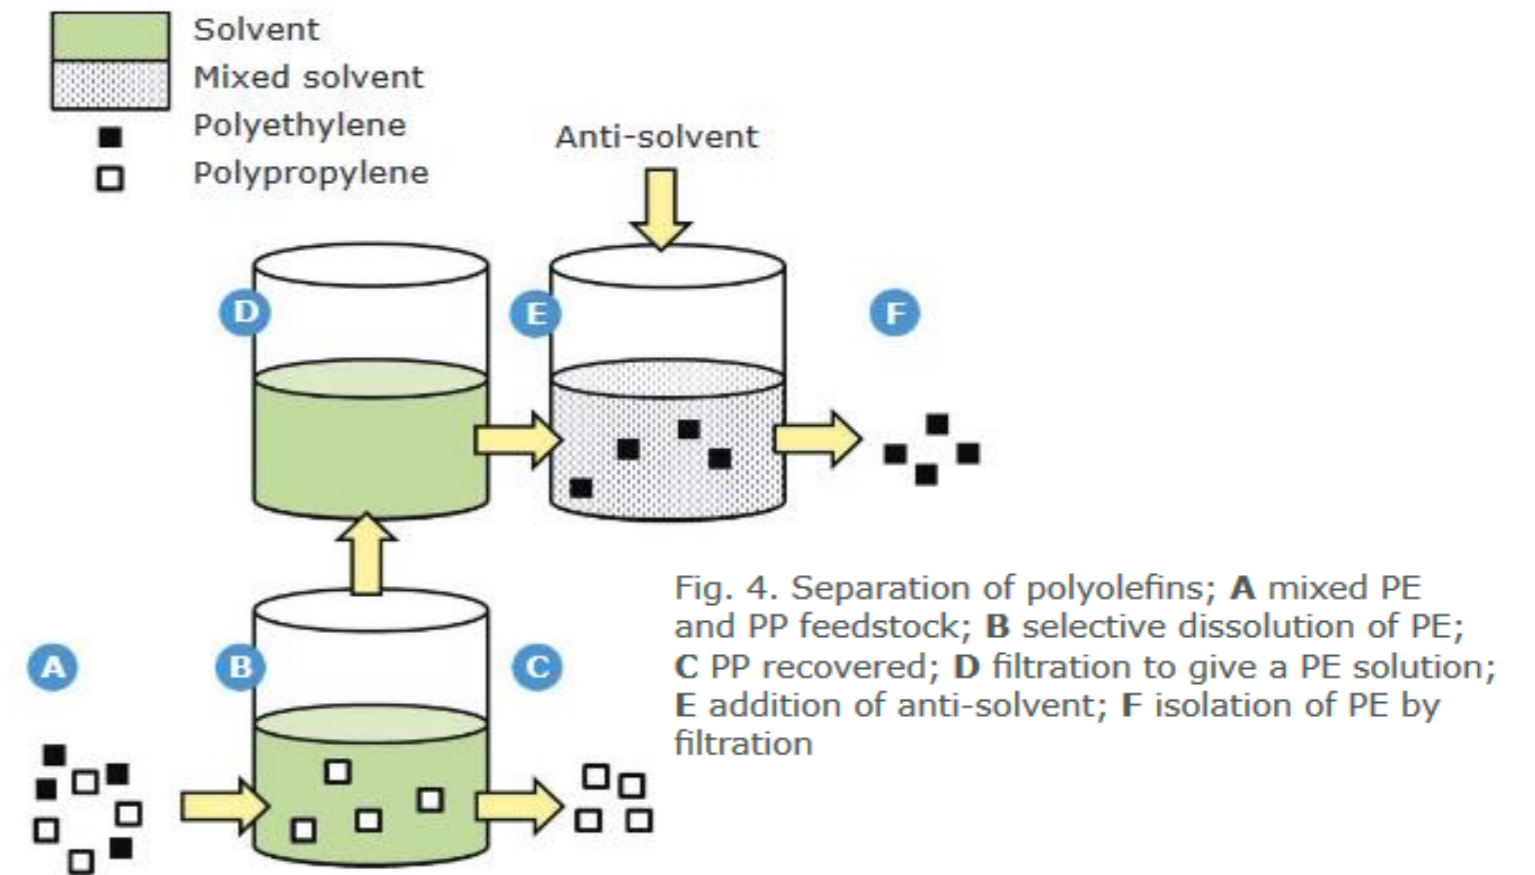 Solvent
Mixed solvent
Polyethylene
Polypropylene
Anti-solvent
D
E
F
A
B
C
Fig. 4. Separation of polyolefins; A mixed PE
and PP feedstock; B selective dissolution of PE;
C PP recovered; D filtration to give a PE solution;
E addition of anti-solvent; F isolation of PE by
filtration